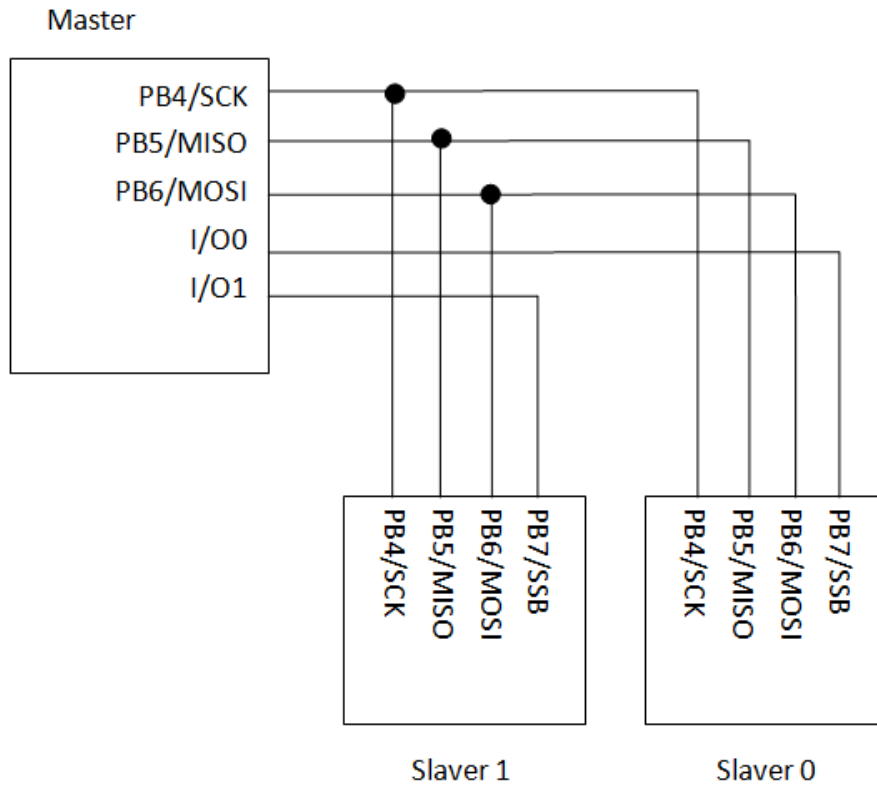 Master
PB4/SCK
PB5/MISO
PB6/MOSI
I/O0
I/O1
PB4/SCK
PB5/MISO
PB6/MOSI
PB7/SSB
PB4/SCK
PB5/MISO
PB6/MOSI
PB7/SSB
Slaver 1
Slaver 0